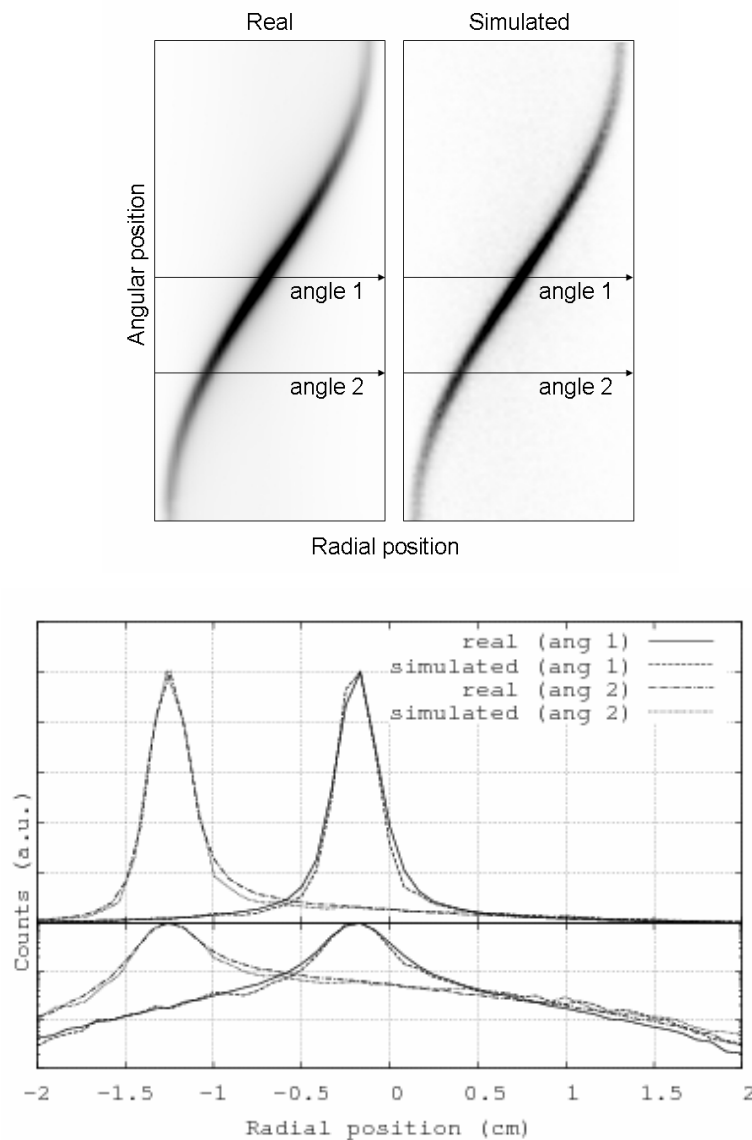 Real Simulated
Angular position
angle 1 angle 1
angle 2 angle 2
Radial position
real (ang 1)
simulated (ang 1)
real (ang 2)
simulated (ang 2)
Counts (a.u.)
-2 -1.5 -1 -0.5 0 0.5 1 1.5 2
Radial position (cm)